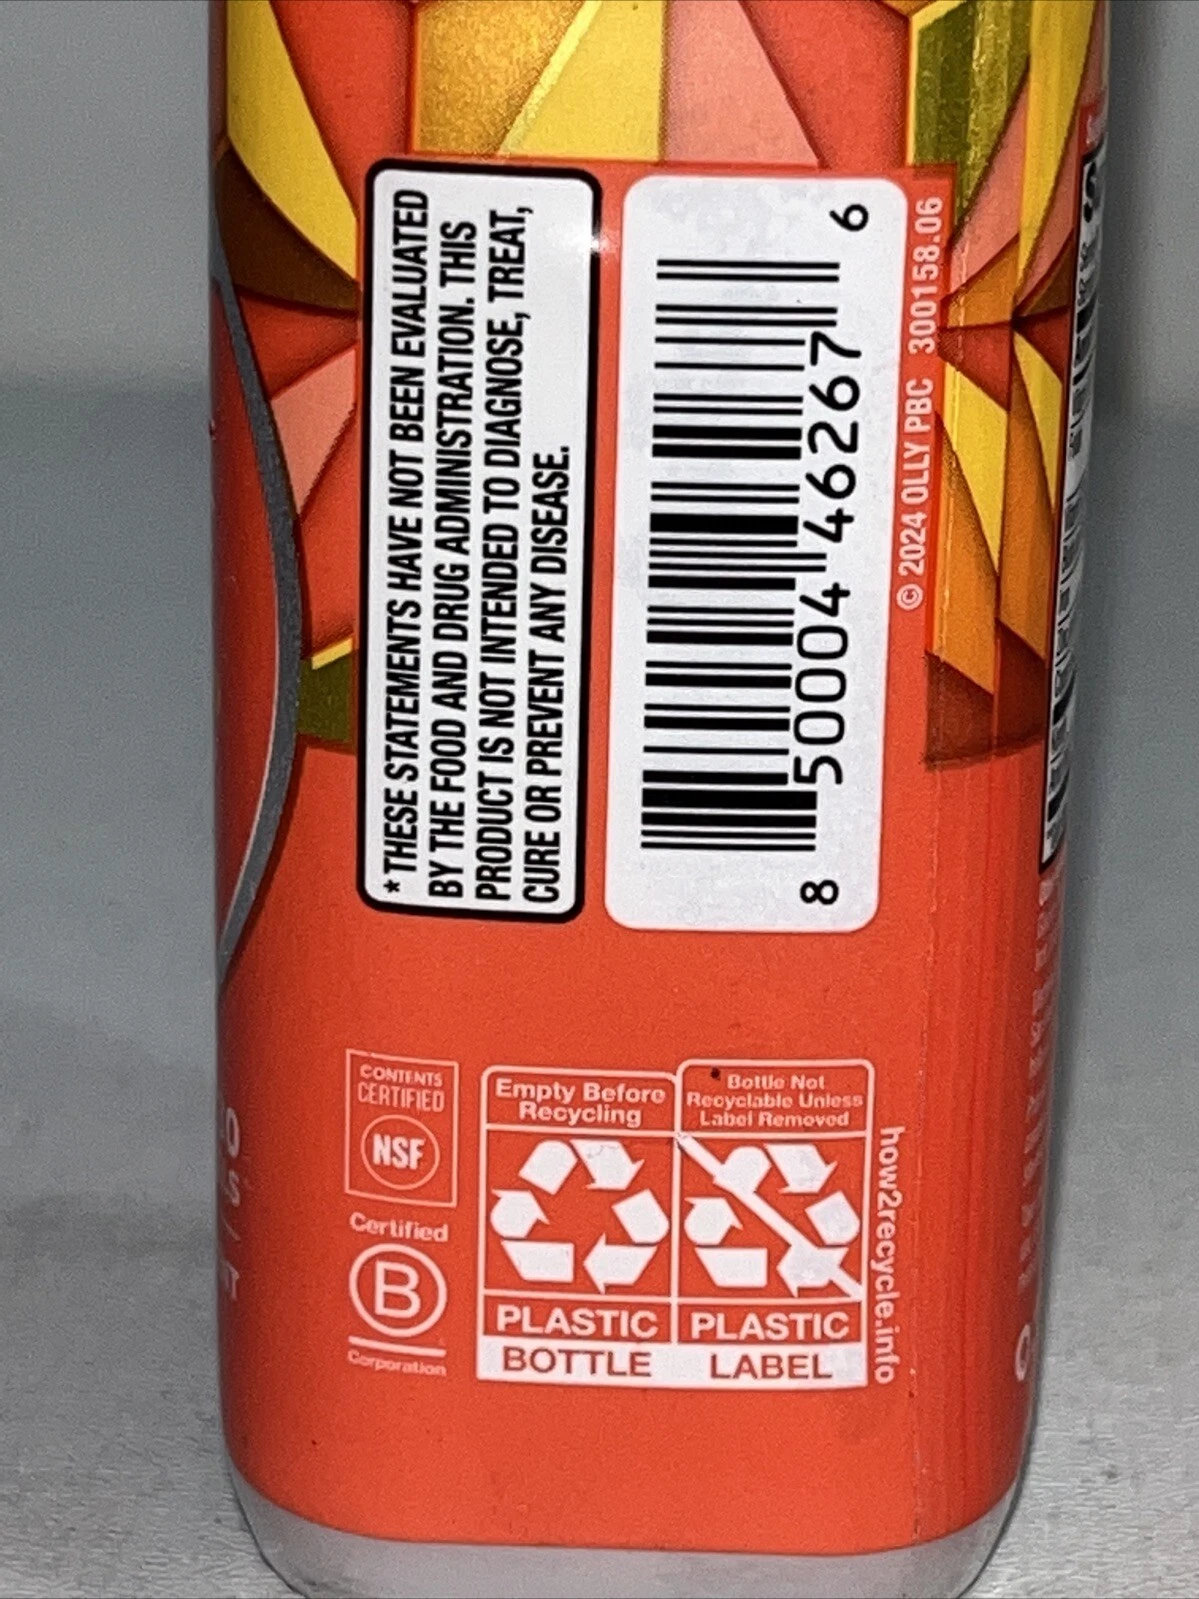 *THESE STATEMENTS HAVE NOT BEEN EVALUATED
BY THE FOOD AND DRUG ADMINISTRATION. THIS
PRODUCT IS NOT INTENDED TO DIAGNOSE, TREAT,
CURE OR PREVENT ANY DISEASE.
8 50004 46267 6
© 2024 OLLY PBC 300158.06
CONTENTS
CERTIFIED
NSF
Certified
B
Corporation
Empty Before
Recycling
PLASTIC
BOTTLE
Bottle Not
Recyclable Unless
Label Removed
PLASTIC
LABEL
how2recycle.info